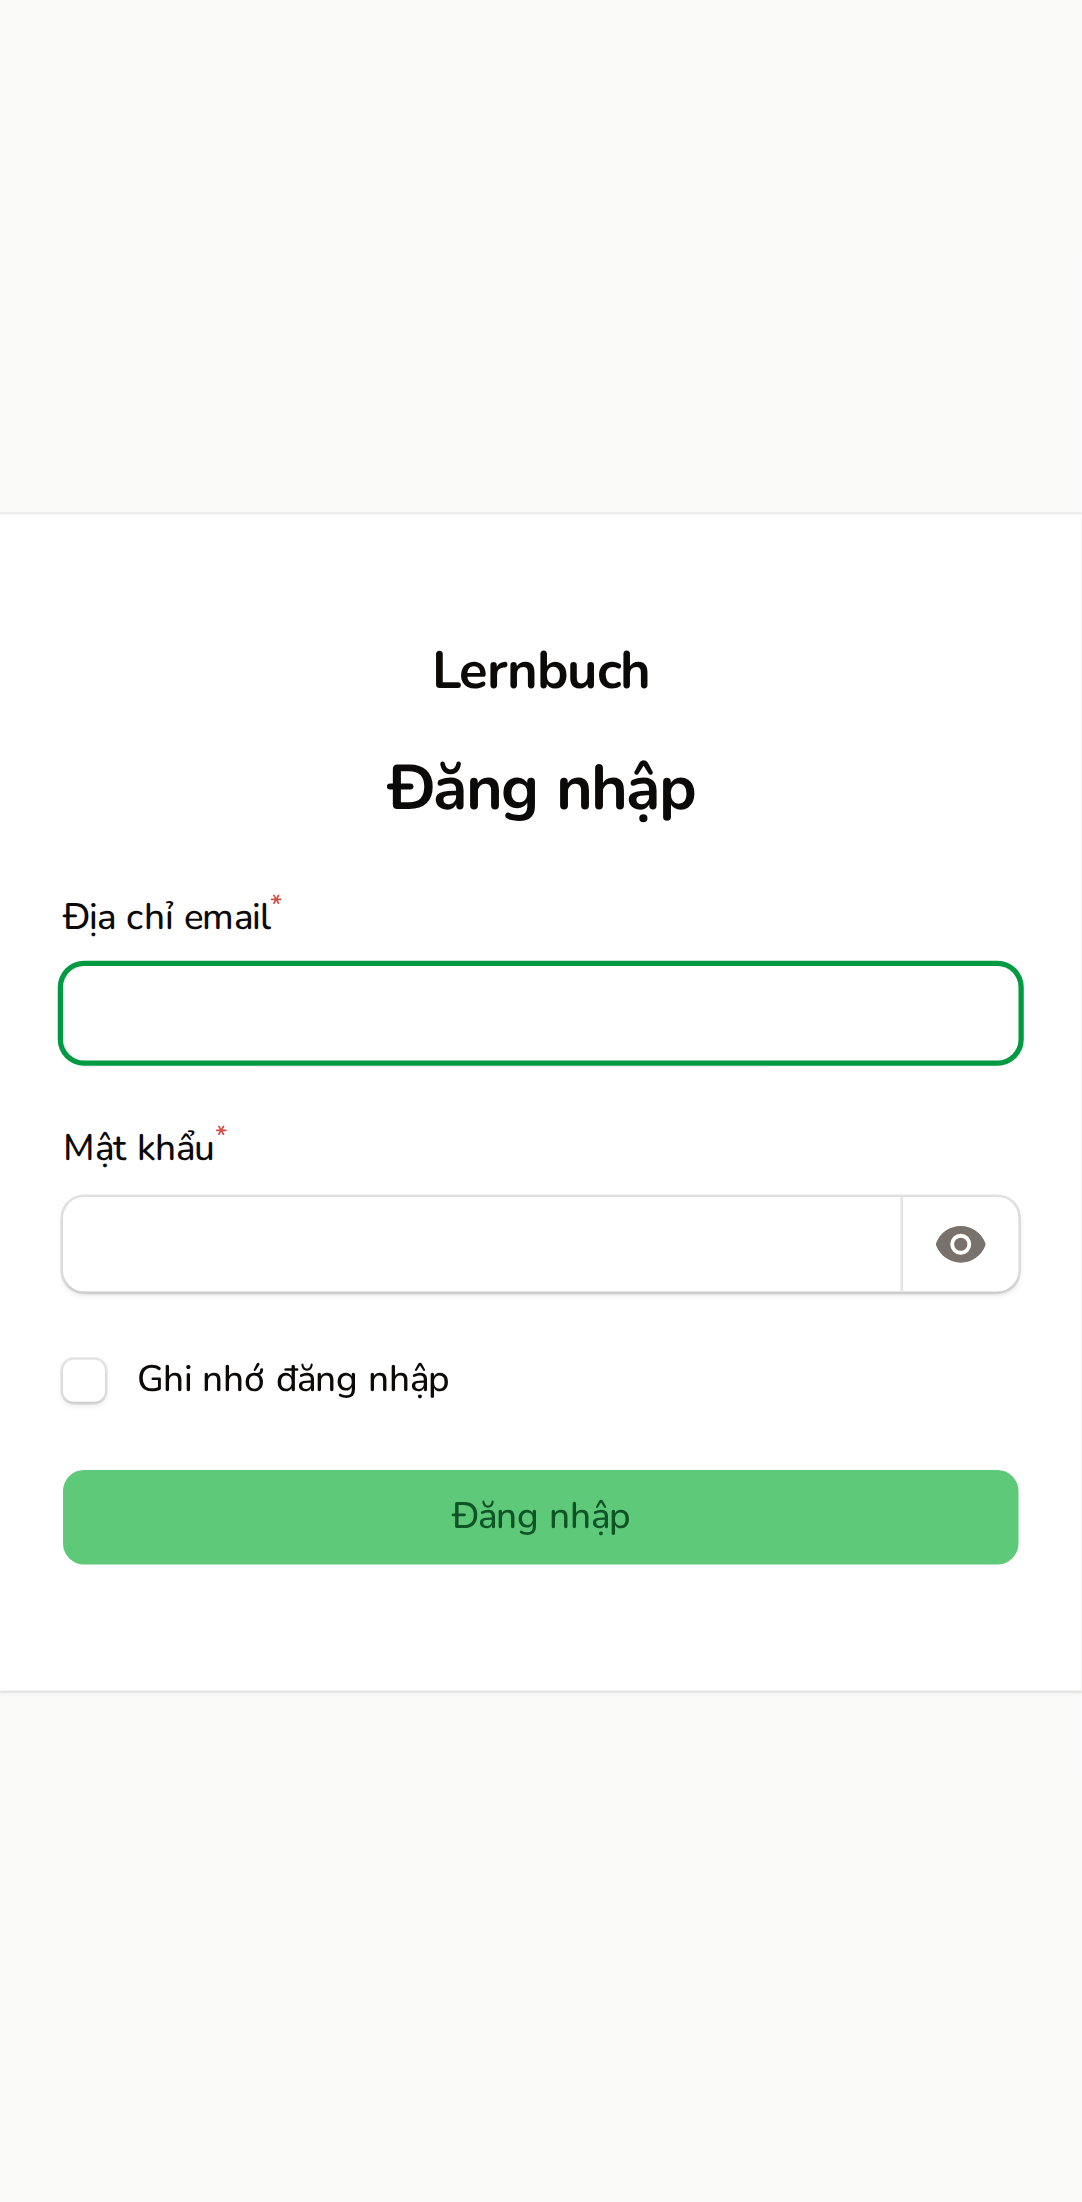 Lernbuch
Đăng nhập
Địa chỉ email*
Mật khẩu*
Ghi nhớ đăng nhập
Đăng nhập